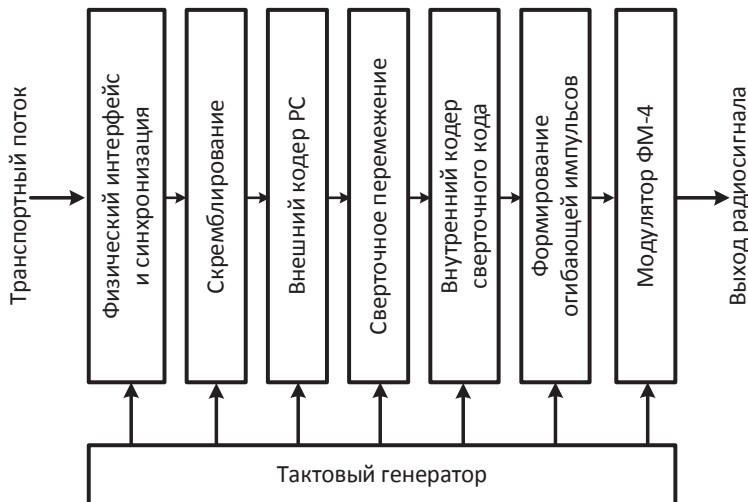 Транспортный поток
Физический интерфейс
и синхронизация
Скремблирование
Внешний кодер РС
Сверточное перемежение
Внутренний кодер
сверточного кода
Формирование
огибающей импульсов
Модулятор ФМ-4
Выход радиосигнала
Тактовый генератор